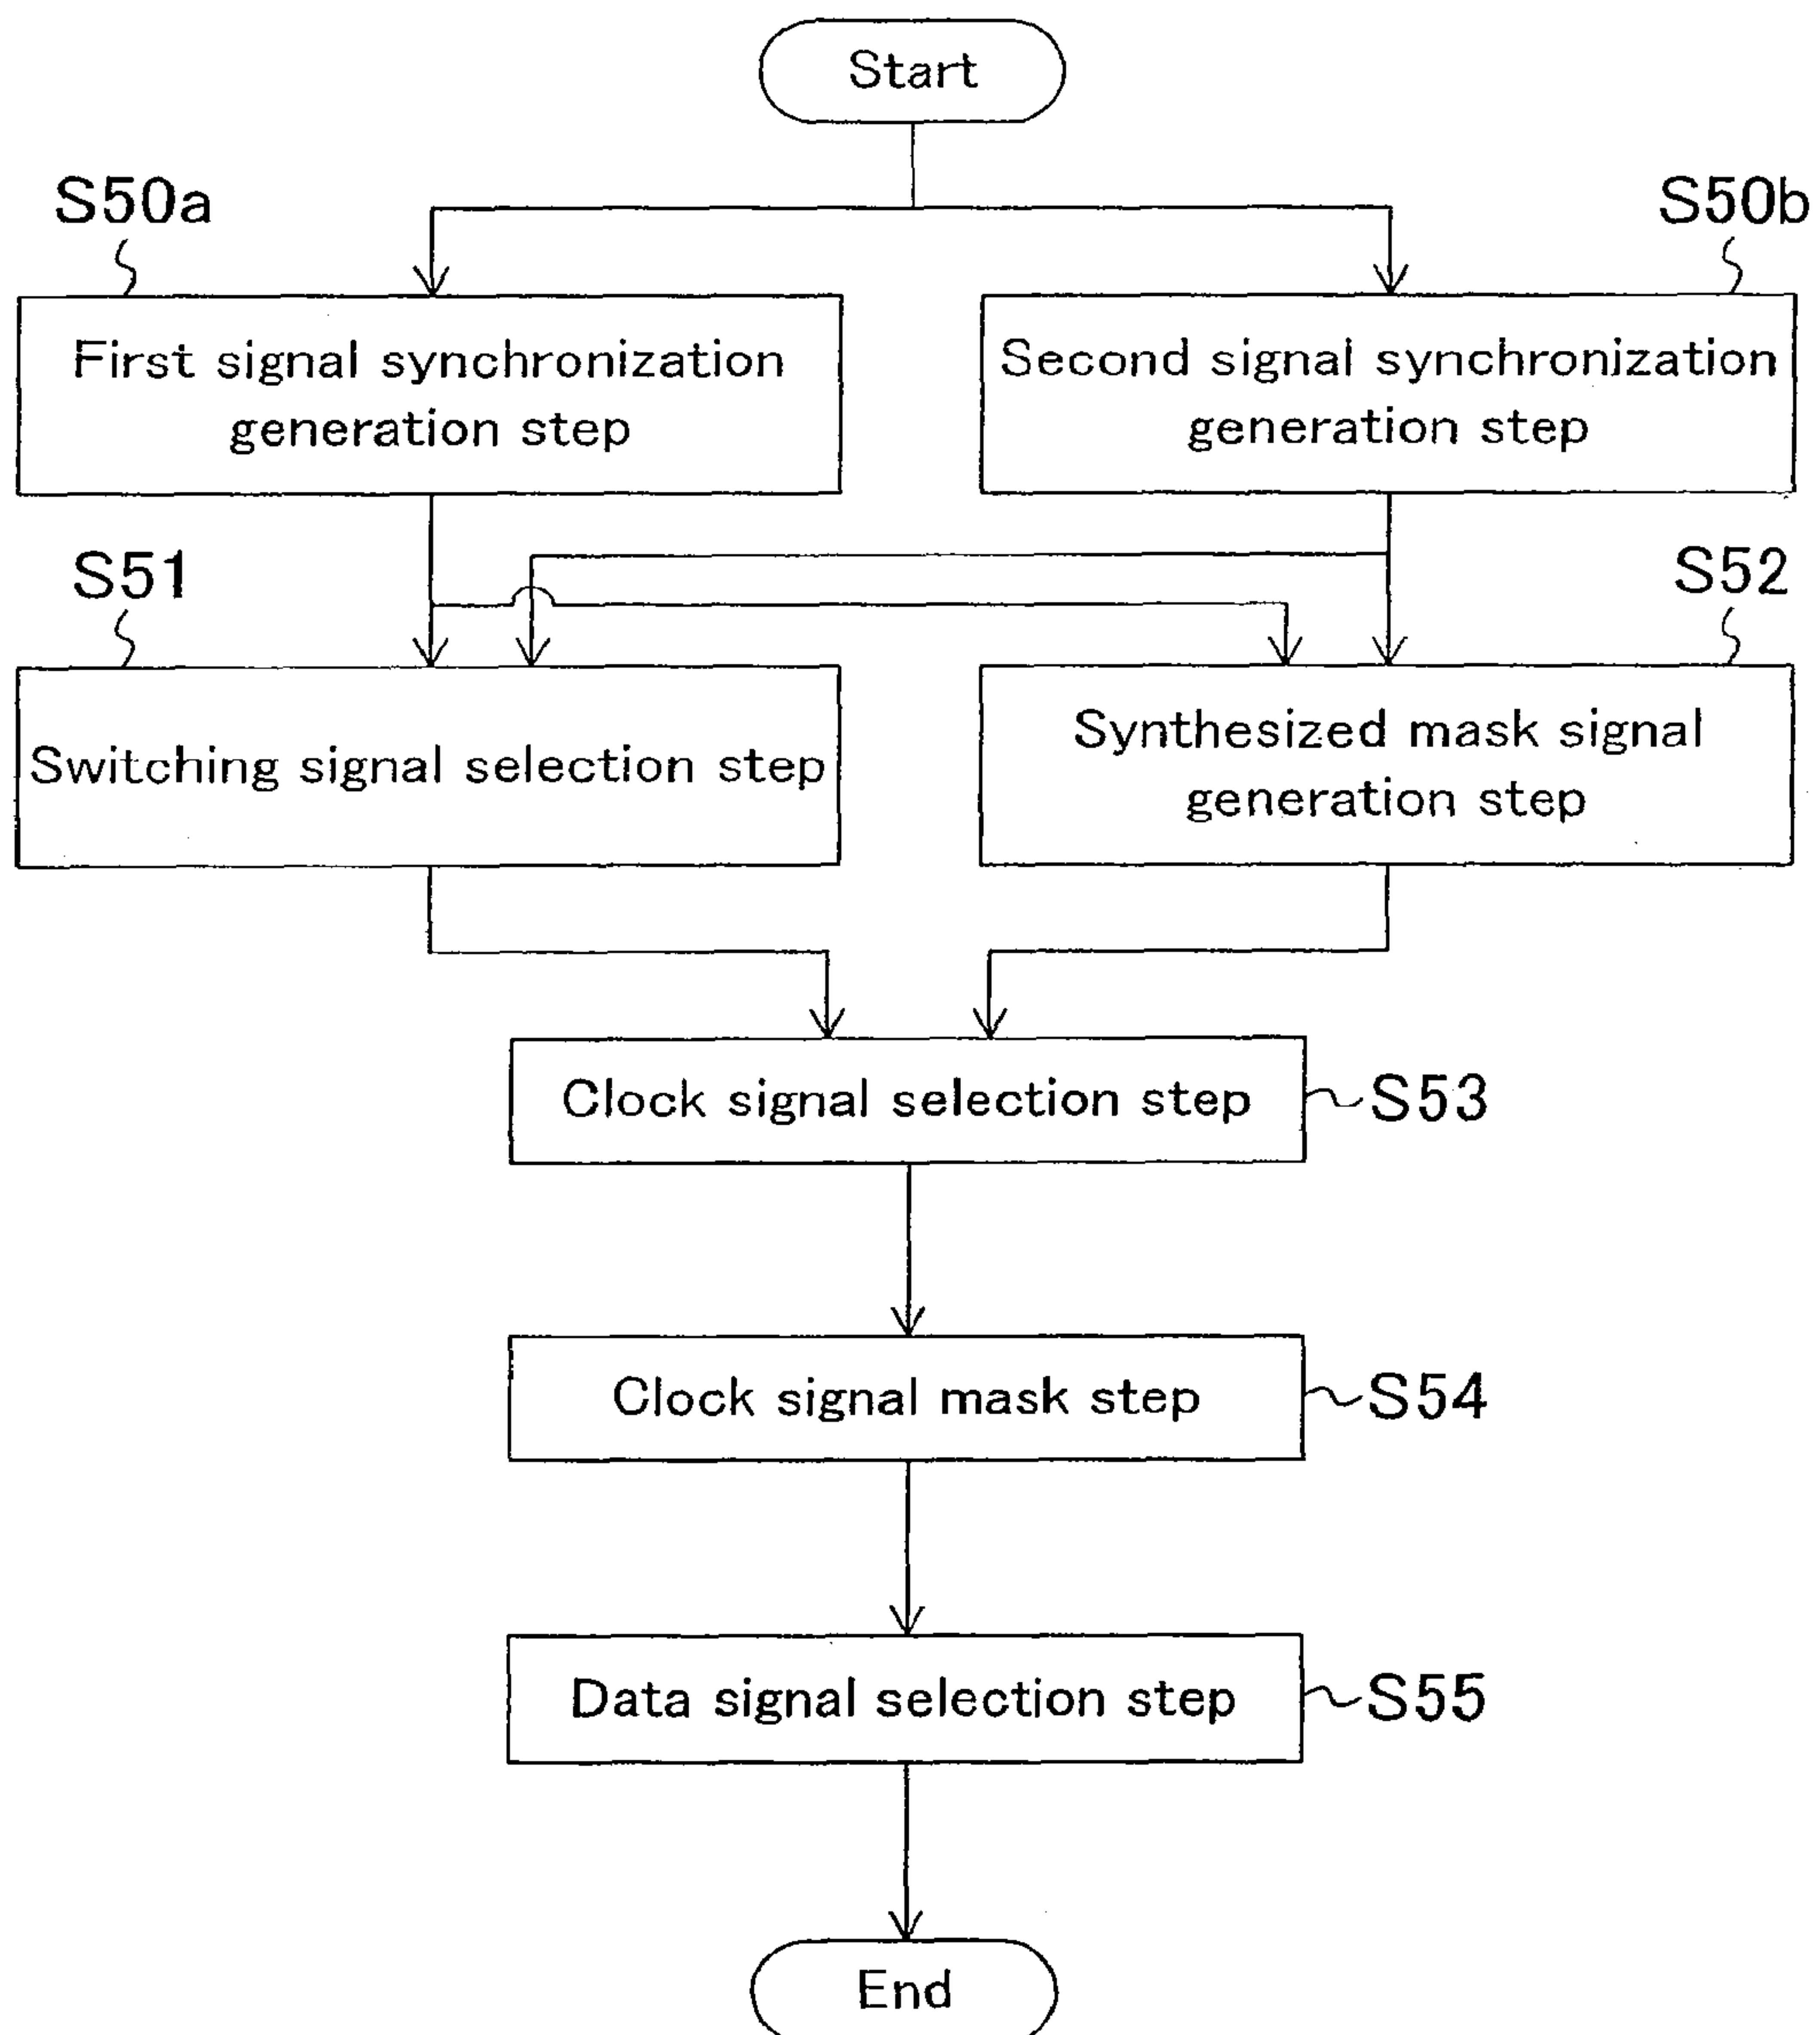 Start
S50a
S50b
First signal synchronization
generation step
Second signal synchronization
generation step
S51
S52
Switching signal selection step
Synthesized mask signal
generation step
Clock signal selection step
S53
Clock signal mask step
S54
Data signal selection step
S55
End